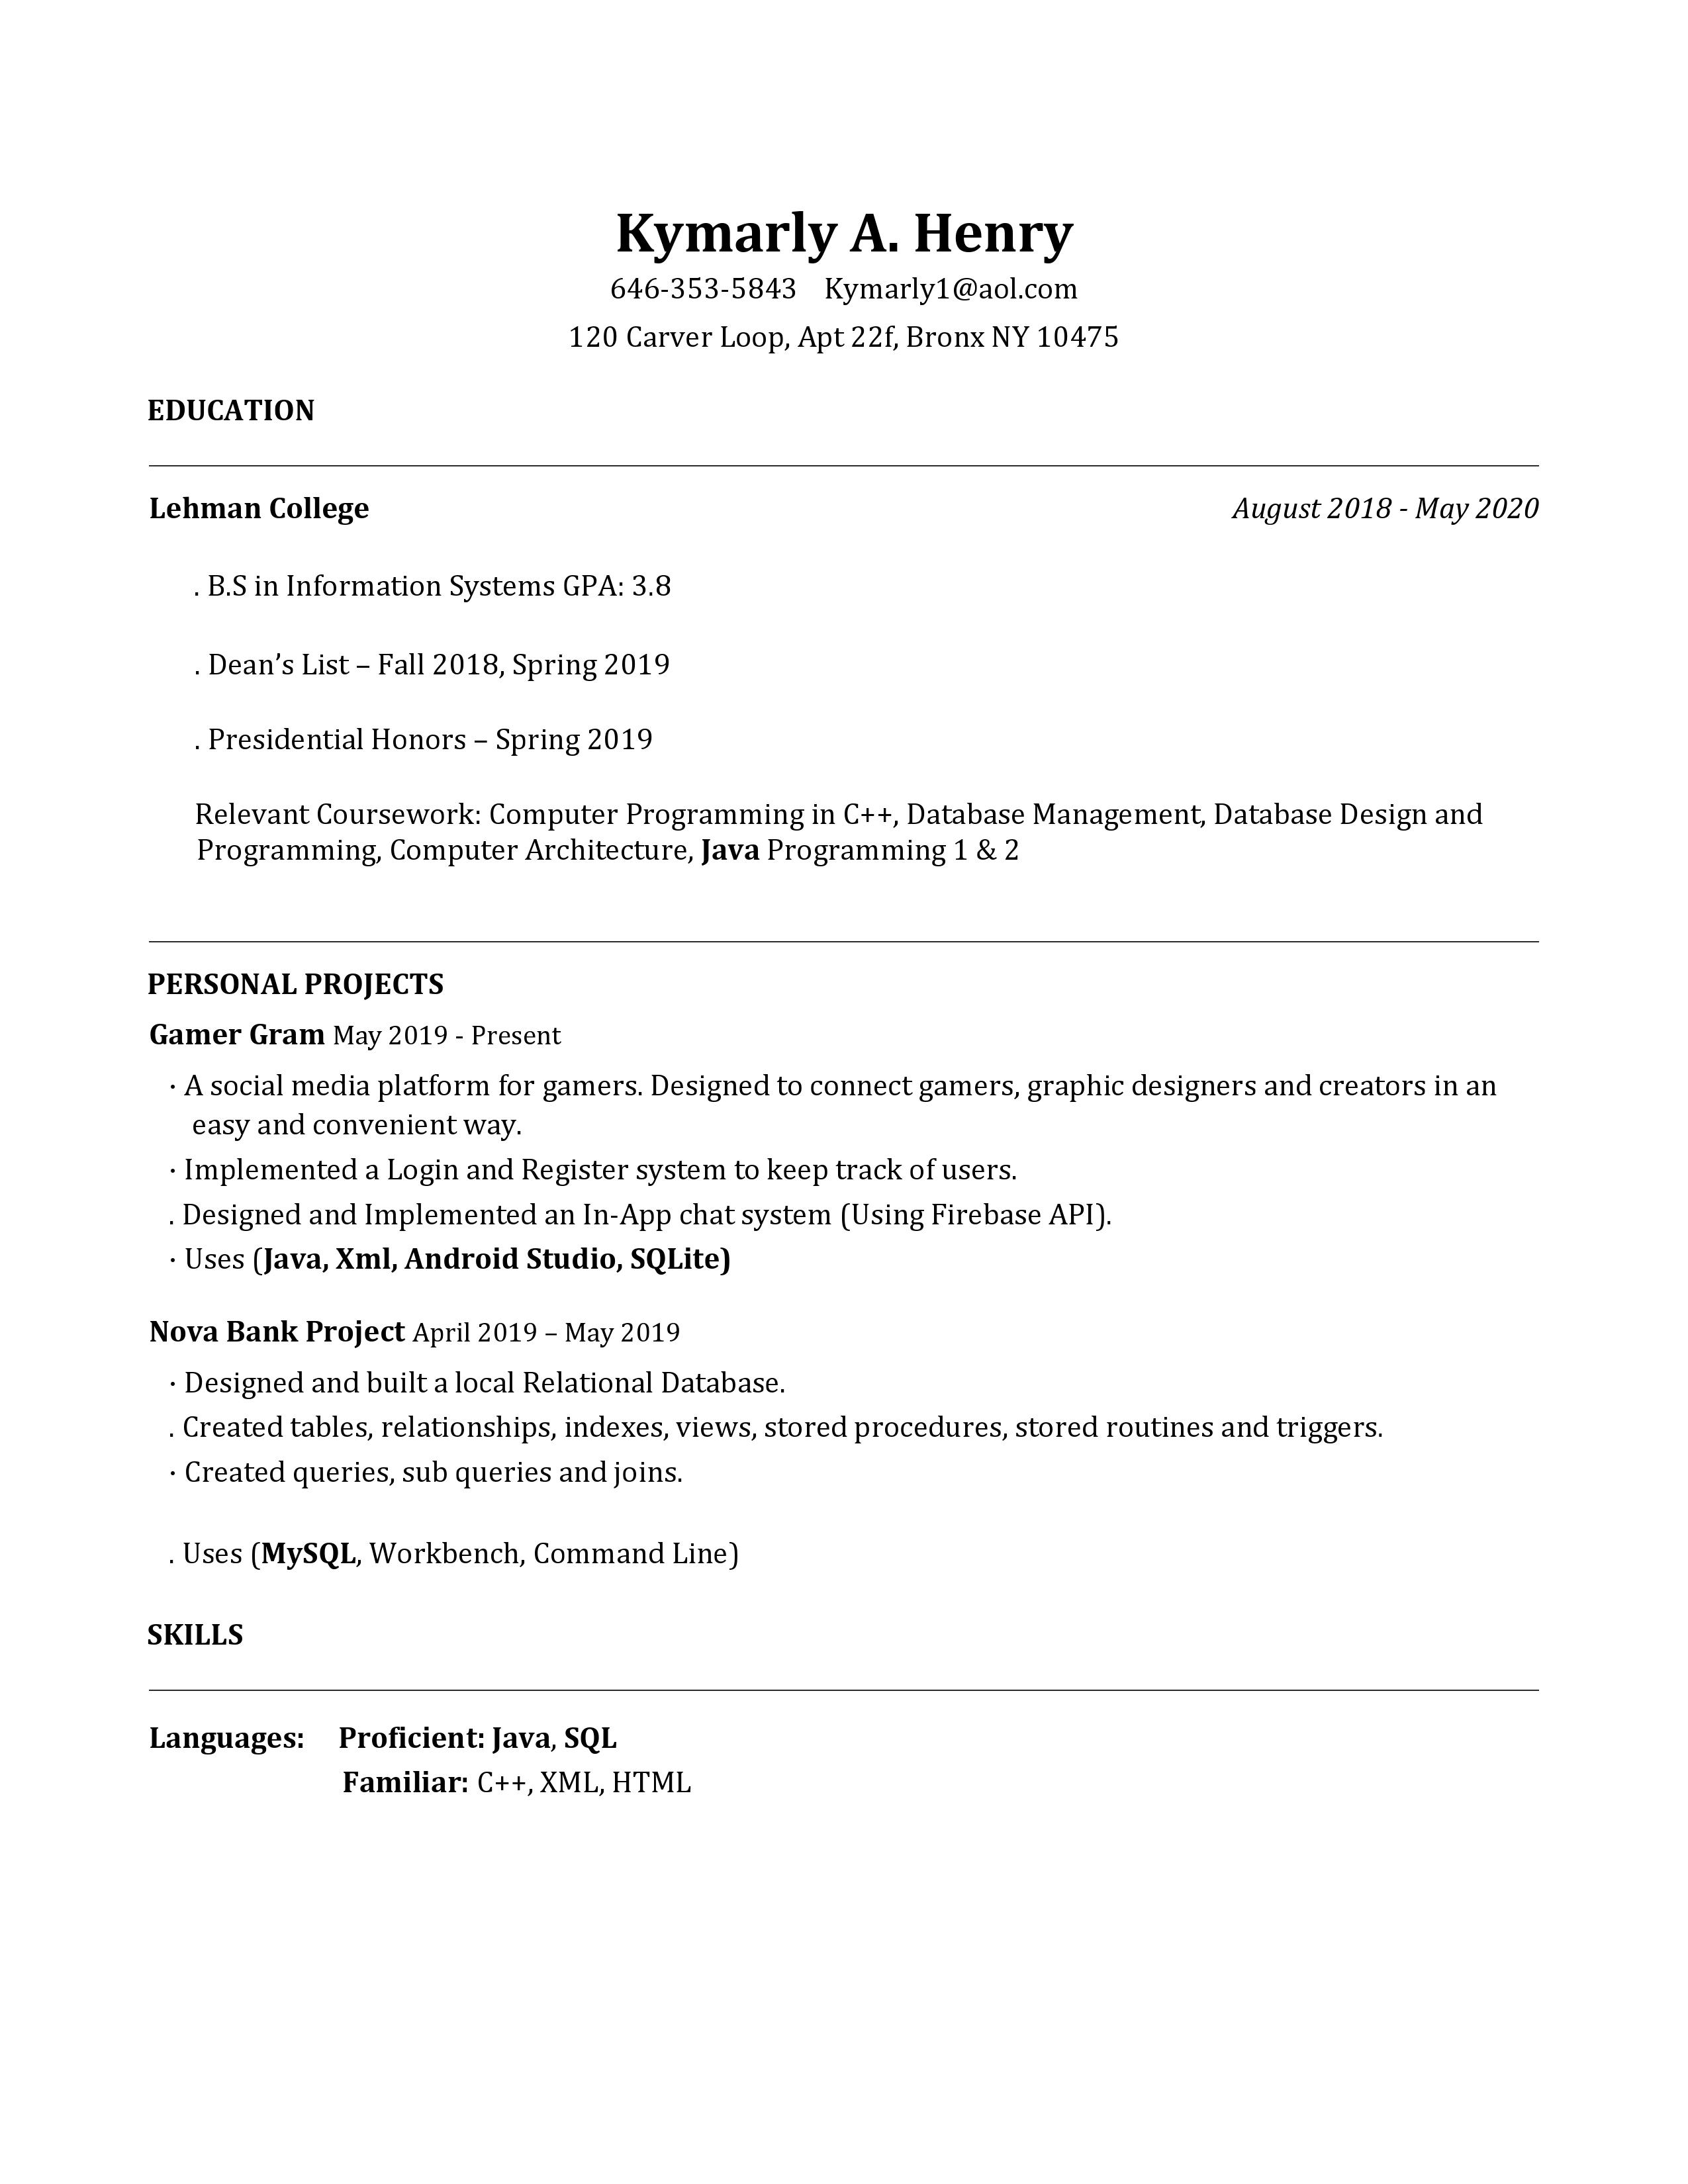 Kymarly A. Henry
646-353-5843 Kymarly1@aol.com
120 Carver Loop, Apt 22f, Bronx NY 10475
EDUCATION
Lehman College August 2018 - May 2020
. B.S in Information Systems GPA: 3.8
. Dean’s List – Fall 2018, Spring 2019
. Presidential Honors – Spring 2019
Relevant Coursework: Computer Programming in C++, Database Management, Database Design and
Programming, Computer Architecture, Java Programming 1 & 2
PERSONAL PROJECTS
Gamer Gram May 2019 - Present
· A social media platform for gamers. Designed to connect gamers, graphic designers and creators in an
easy and convenient way.
· Implemented a Login and Register system to keep track of users.
. Designed and Implemented an In-App chat system (Using Firebase API).
· Uses (Java, Xml, Android Studio, SQLite)
Nova Bank Project April 2019 – May 2019
· Designed and built a local Relational Database.
. Created tables, relationships, indexes, views, stored procedures, stored routines and triggers.
· Created queries, sub queries and joins.
. Uses (MySQL, Workbench, Command Line)
SKILLS
Languages: Proficient: Java, SQL
Familiar: C++, XML, HTML